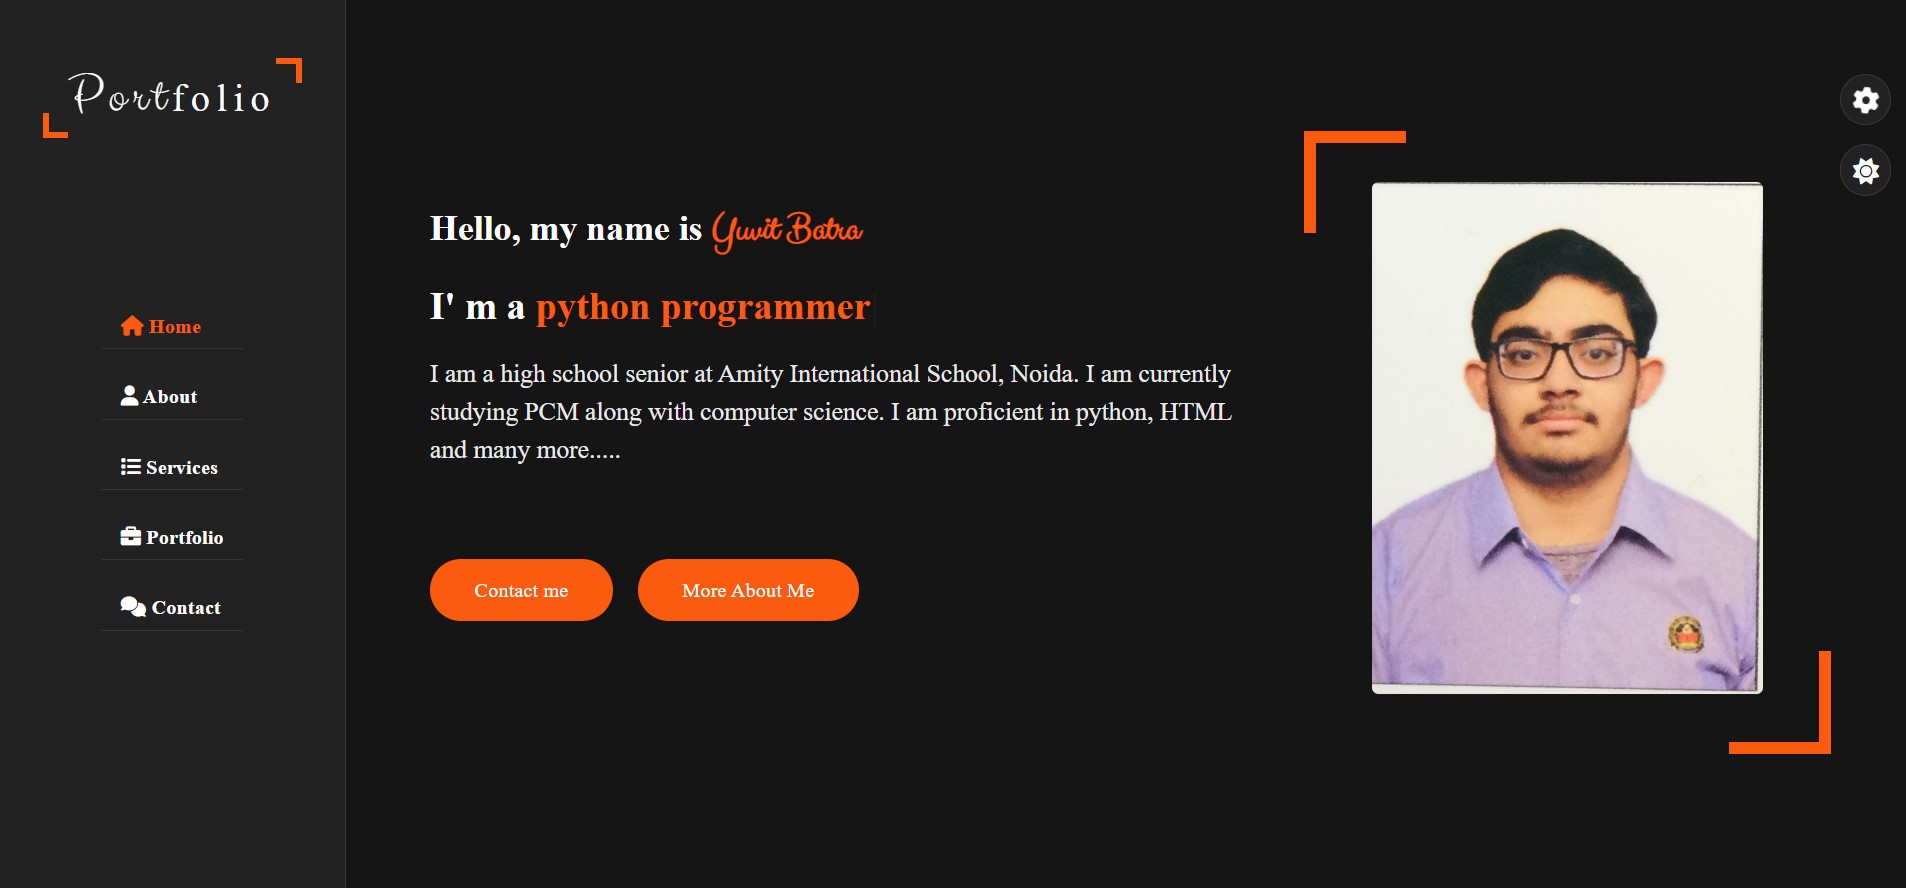 Portfolio
Home
About
Services
Portfolio
Contact
Hello, my name is Yuvit Batra
I' m a python programmer
I am a high school senior at Amity International School, Noida. I am currently
studying PCM along with computer science. I am proficient in python, HTML
and many more.....
Contact me
More About Me